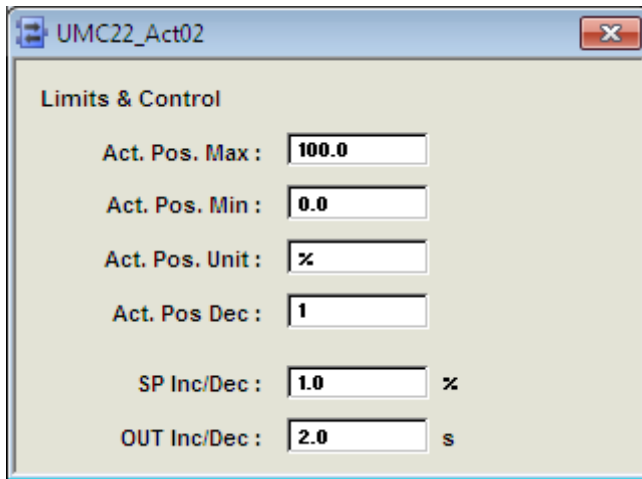 UMC22_Act02
Limits & Control
Act. Pos. Max : 100.0
Act. Pos. Min : 0.0
Act. Pos. Unit : %
Act. Pos Dec : 1
SP Inc/Dec : 1.0 %
OUT Inc/Dec : 2.0 s